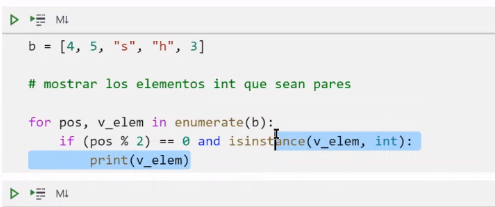 M↓
b = [4, 5, "s", "h", 3]
# mostrar los elementos int que sean pares
for pos, v_elem in enumerate(b):
    if (pos % 2) == 0 and isinstance(v_elem, int):
        print(v_elem)
M↓